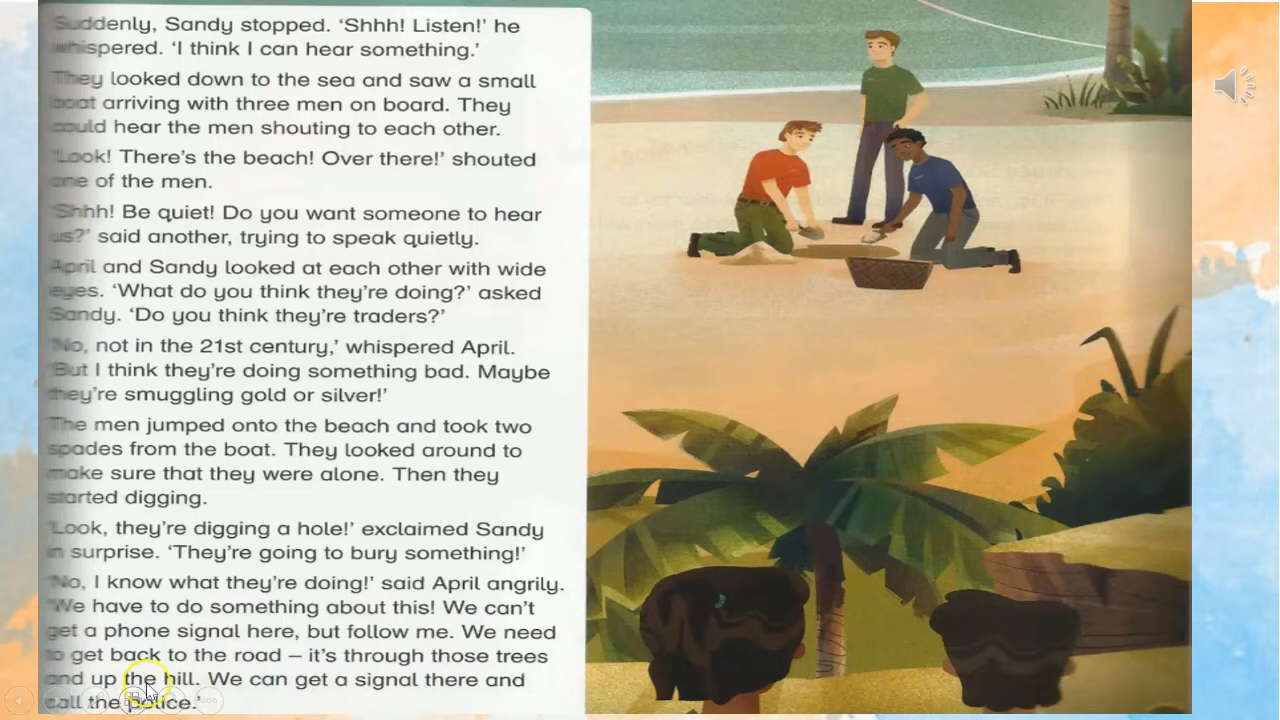 Suddenly, Sandy stopped. ‘Shhh! Listen!’ he
whispered. ‘I think I can hear something.’
They looked down to the sea and saw a small
boat arriving with three men on board. They
could hear the men shouting to each other.
‘Look! There’s the beach! Over there!’ shouted
one of the men.
‘Shhh! Be quiet! Do you want someone to hear
us?’ said another, trying to speak quietly.
April and Sandy looked at each other with wide
eyes. ‘What do you think they’re doing?’ asked
Sandy. ‘Do you think they’re traders?’
‘No, not in the 21st century,’ whispered April.
‘But I think they’re doing something bad. Maybe
they’re smuggling gold or silver!’
The men jumped onto the beach and took two
spades from the boat. They looked around to
make sure that they were alone. Then they
started digging.
‘Look, they’re digging a hole!’ exclaimed Sandy
in surprise. ‘They’re going to bury something!’
‘No, I know what they’re doing!’ said April angrily.
‘We have to do something about this! We can’t
get a phone signal here, but follow me. We need
to get back to the road – it’s through those trees
and up the hill. We can get a signal there and
call the police.’